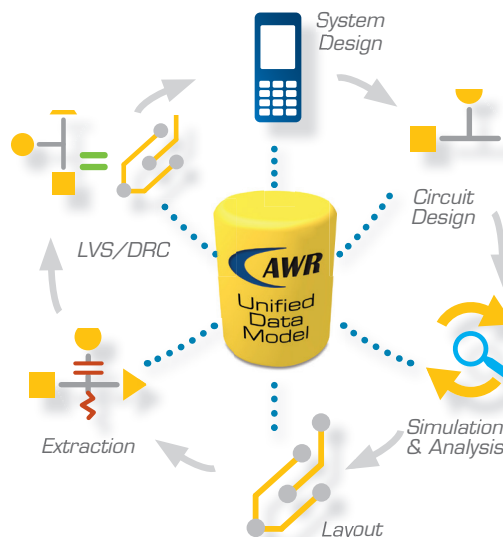 System
Design
Circuit
Design
LVS/DRC
AWR
Unified
Data
Model
Extraction
Simulation
& Analysis
Layout